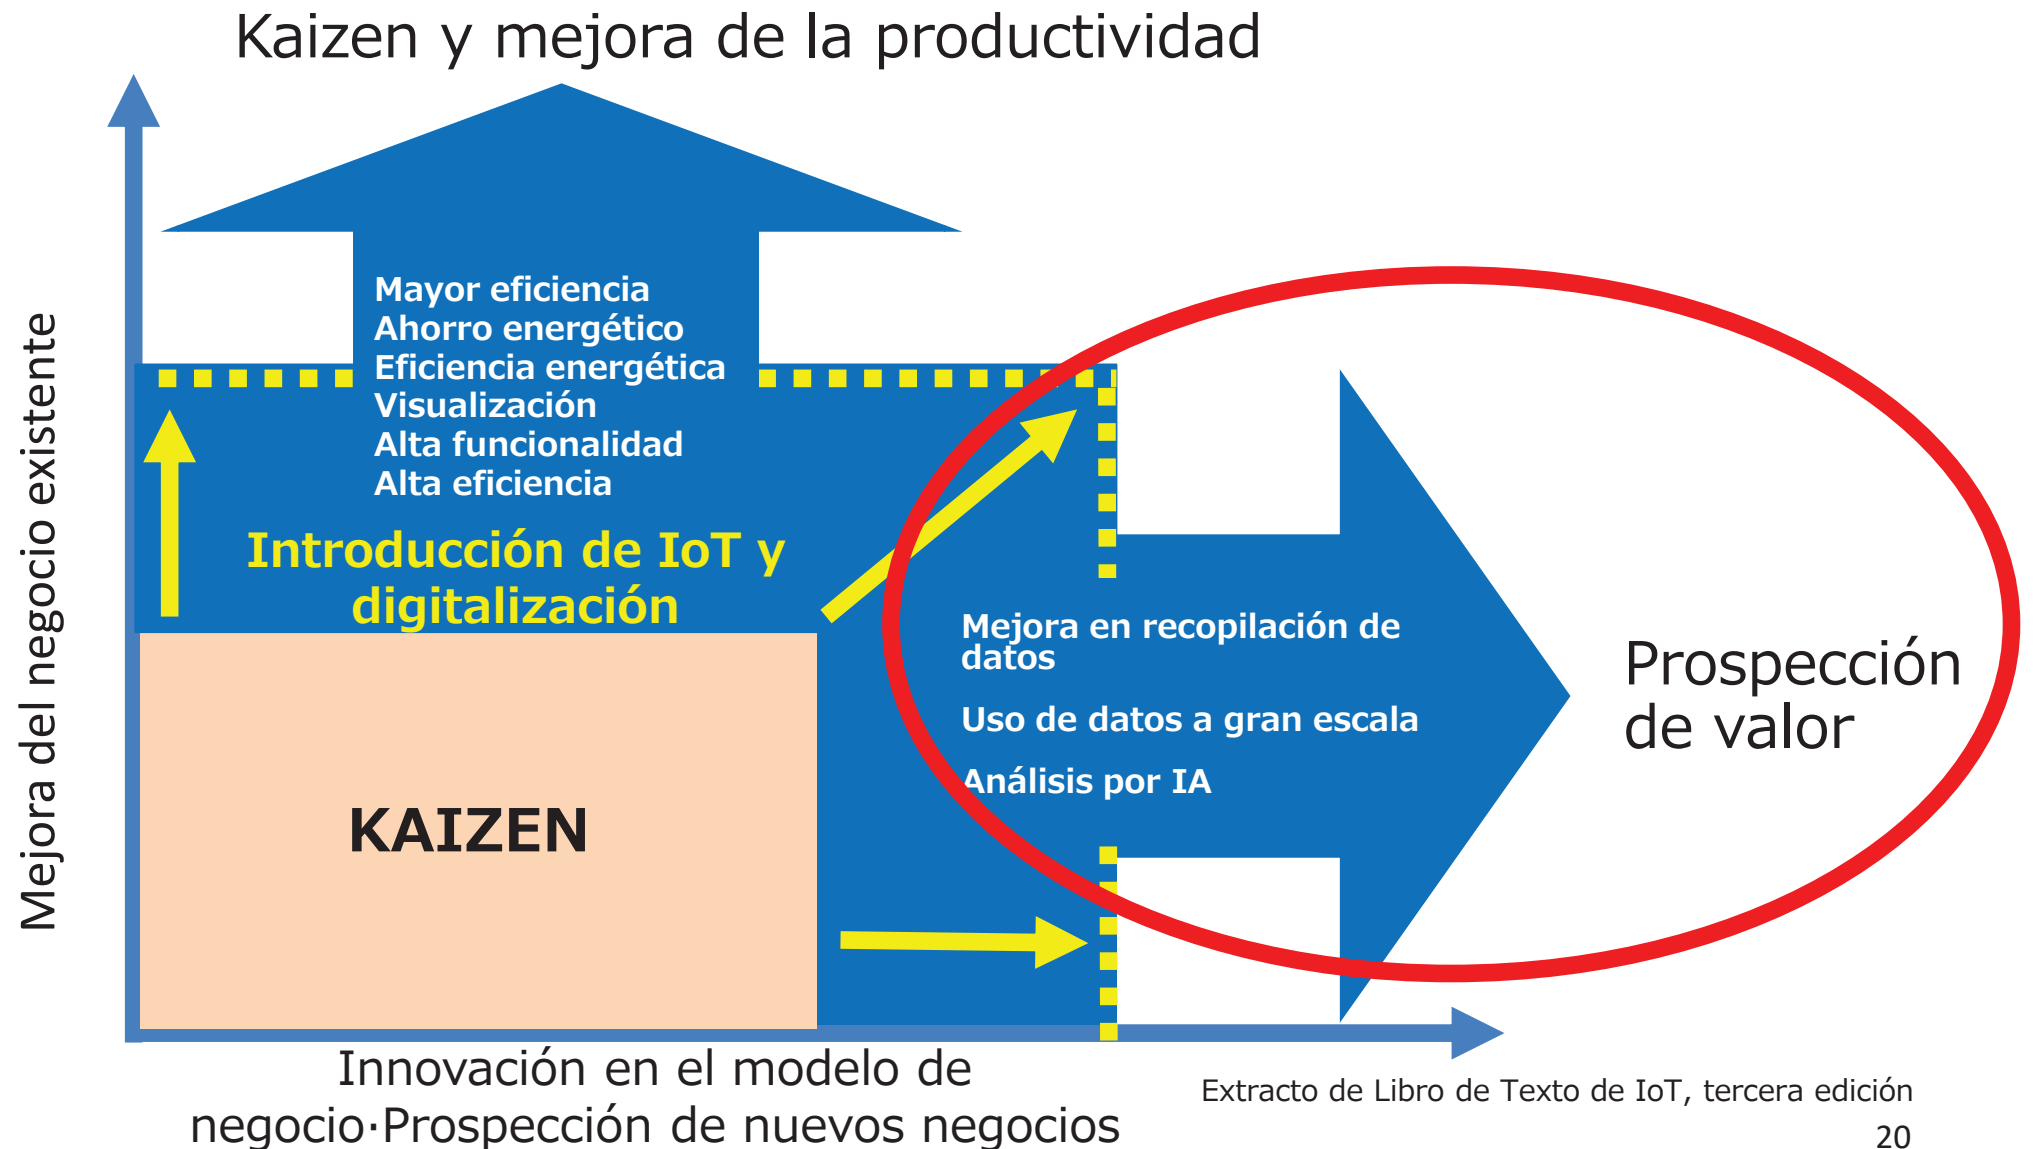 Kaizen y mejora de la productividad
Mejora del negocio existente
Mayor eficiencia
Ahorro energético
Eficiencia energética
Visualización
Alta funcionalidad
Alta eficiencia
Introducción de IoT y
digitalización
KAIZEN
Mejora en recopilación de
datos
Uso de datos a gran escala
Análisis por IA
Prospección
de valor
Innovación en el modelo de
negocio·Prospección de nuevos negocios
Extracto de Libro de Texto de IoT, tercera edición
20